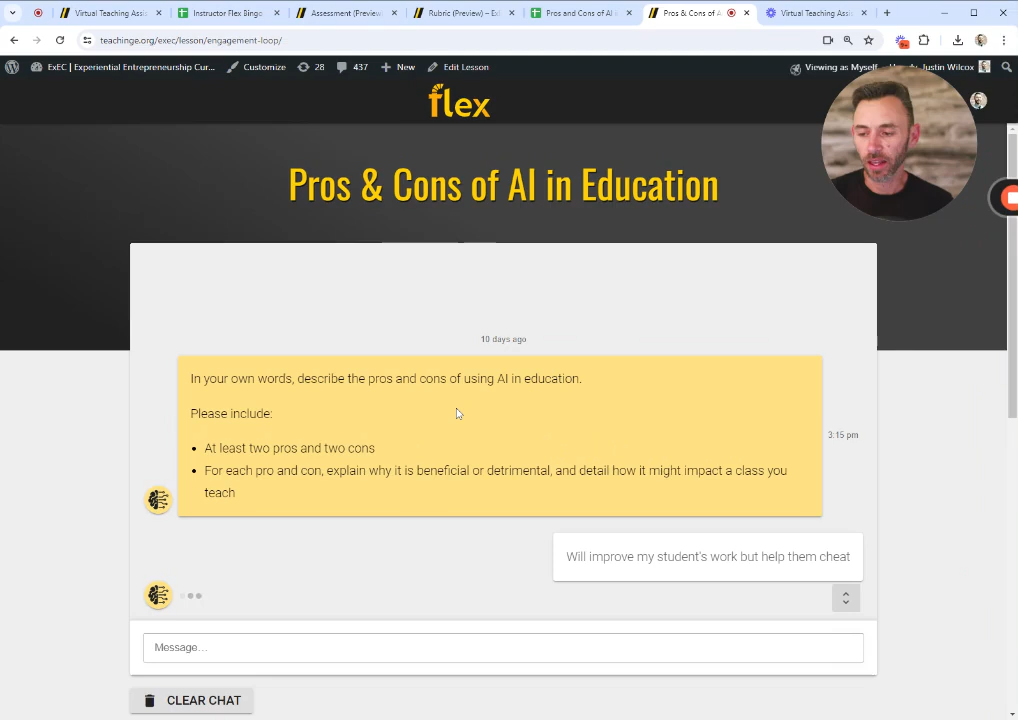 Virtual Teaching Assis
Instructor Flex Bingo
Assessment (Preview)
Rubric (Preview) – Ex
Pros and Cons of AI in
Pros & Cons of A
Virtual Teaching Assis
teachinge.org/exec/lesson/engagement-loop/
9+
ExEC | Experiential Entrepreneurship Cur...
Customize
28
437
New
Edit Lesson
Viewing as Myself
Justin Wilcox
flex
Pros & Cons of AI in Education
10 days ago
In your own words, describe the pros and cons of using AI in education.
Please include:
At least two pros and two cons
For each pro and con, explain why it is beneficial or detrimental, and detail how it might impact a class you
teach
3:15 pm
Will improve my student's work but help them cheat
Message...
CLEAR CHAT